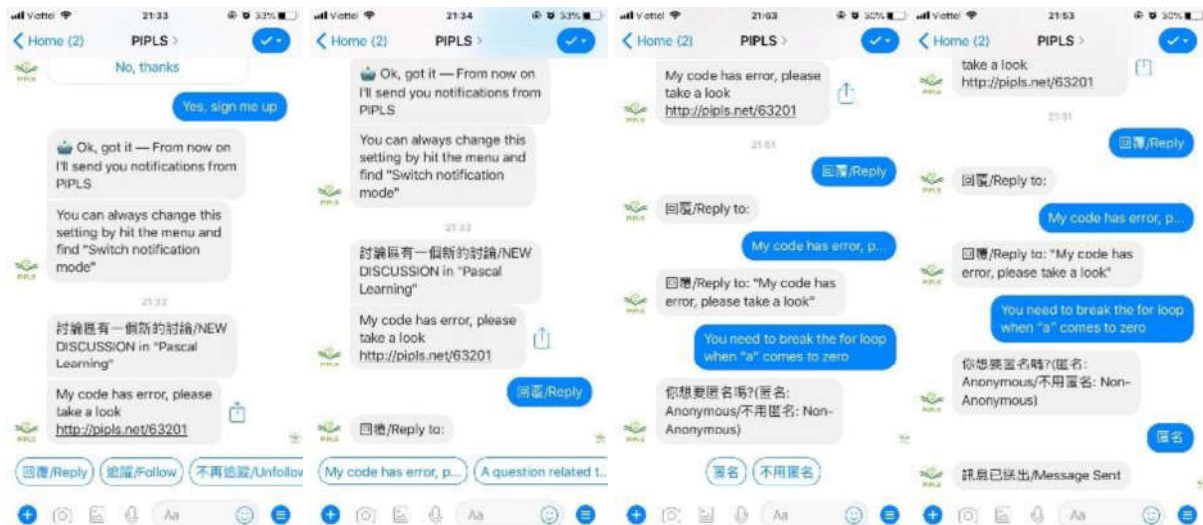 Viettel 21:33 33%
Home (2) PIPLS
No, thanks
Yes, sign me up
Ok, got it — From now on
I'll send you notifications from
PIPLS
You can always change this
setting by hit the menu and
find "Switch notification
mode"
PIPLS
21:33
討論區有一個新的討論/NEW
DISCUSSION in "Pascal
Learning"
My code has error, please
take a look
http://pipls.net/63201
回覆/Reply 追蹤/Follow 不再追蹤/Unfollow
Aa
Viettel 21:34 33%
Home (2) PIPLS
Ok, got it — From now on
I'll send you notifications from
PIPLS
You can always change this
setting by hit the menu and
find "Switch notification
mode"
21:33
討論區有一個新的討論/NEW
DISCUSSION in "Pascal
Learning"
My code has error, please
take a look
http://pipls.net/63201
回覆/Reply
回覆/Reply to:
My code has error, p... A question related t..
Aa
Viettel 30%
Home (2) PIPLS
My code has error, please
take a look
http://pipls.net/63201
21:51
回覆/Reply
回覆/Reply to:
My code has error, p...
回覆/Reply to: "My code has
error, please take a look"
You need to break the for loop
when "a" comes to zero
你想要匿名嗎?(匿名:
Anonymous/不用匿名: Non-
Anonymous)
匿名 不用匿名
Aa
Viettel 21:53 30%
Home (2) PIPLS
take a look
http://pipls.net/63201
21:51
回覆/Reply
回覆/Reply to:
My code has error, p...
回覆/Reply to: "My code has
error, please take a look"
You need to break the for loop
when "a" comes to zero
你想要匿名嗎?(匿名:
Anonymous/不用匿名: Non-
Anonymous)
匿名
訊息已送出/Message Sent
Aa